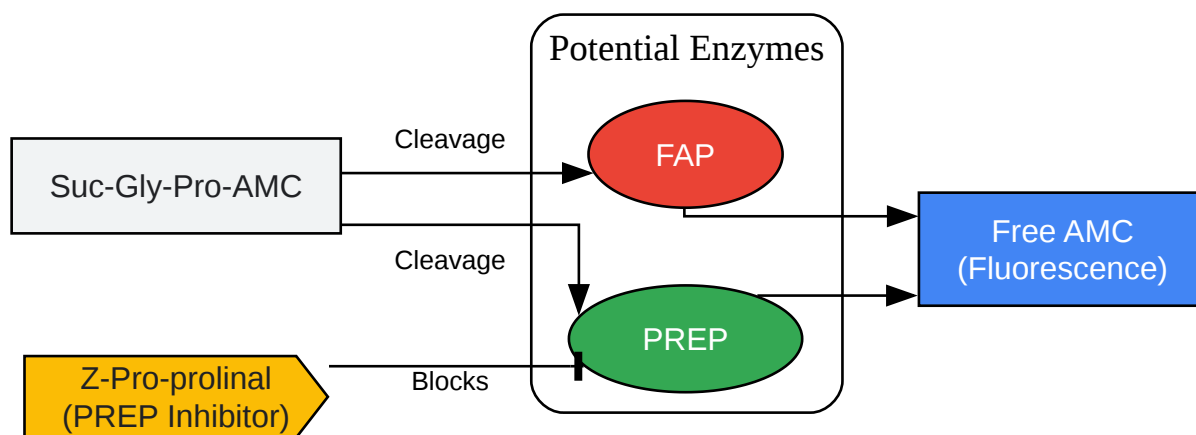 Potential Enzymes
Cleavage
FAP
Suc-Gly-Pro-AMC
Free AMC
(Fluorescence)
Cleavage
PREP
Z-Pro-prolinal
(PREP Inhibitor)
Blocks